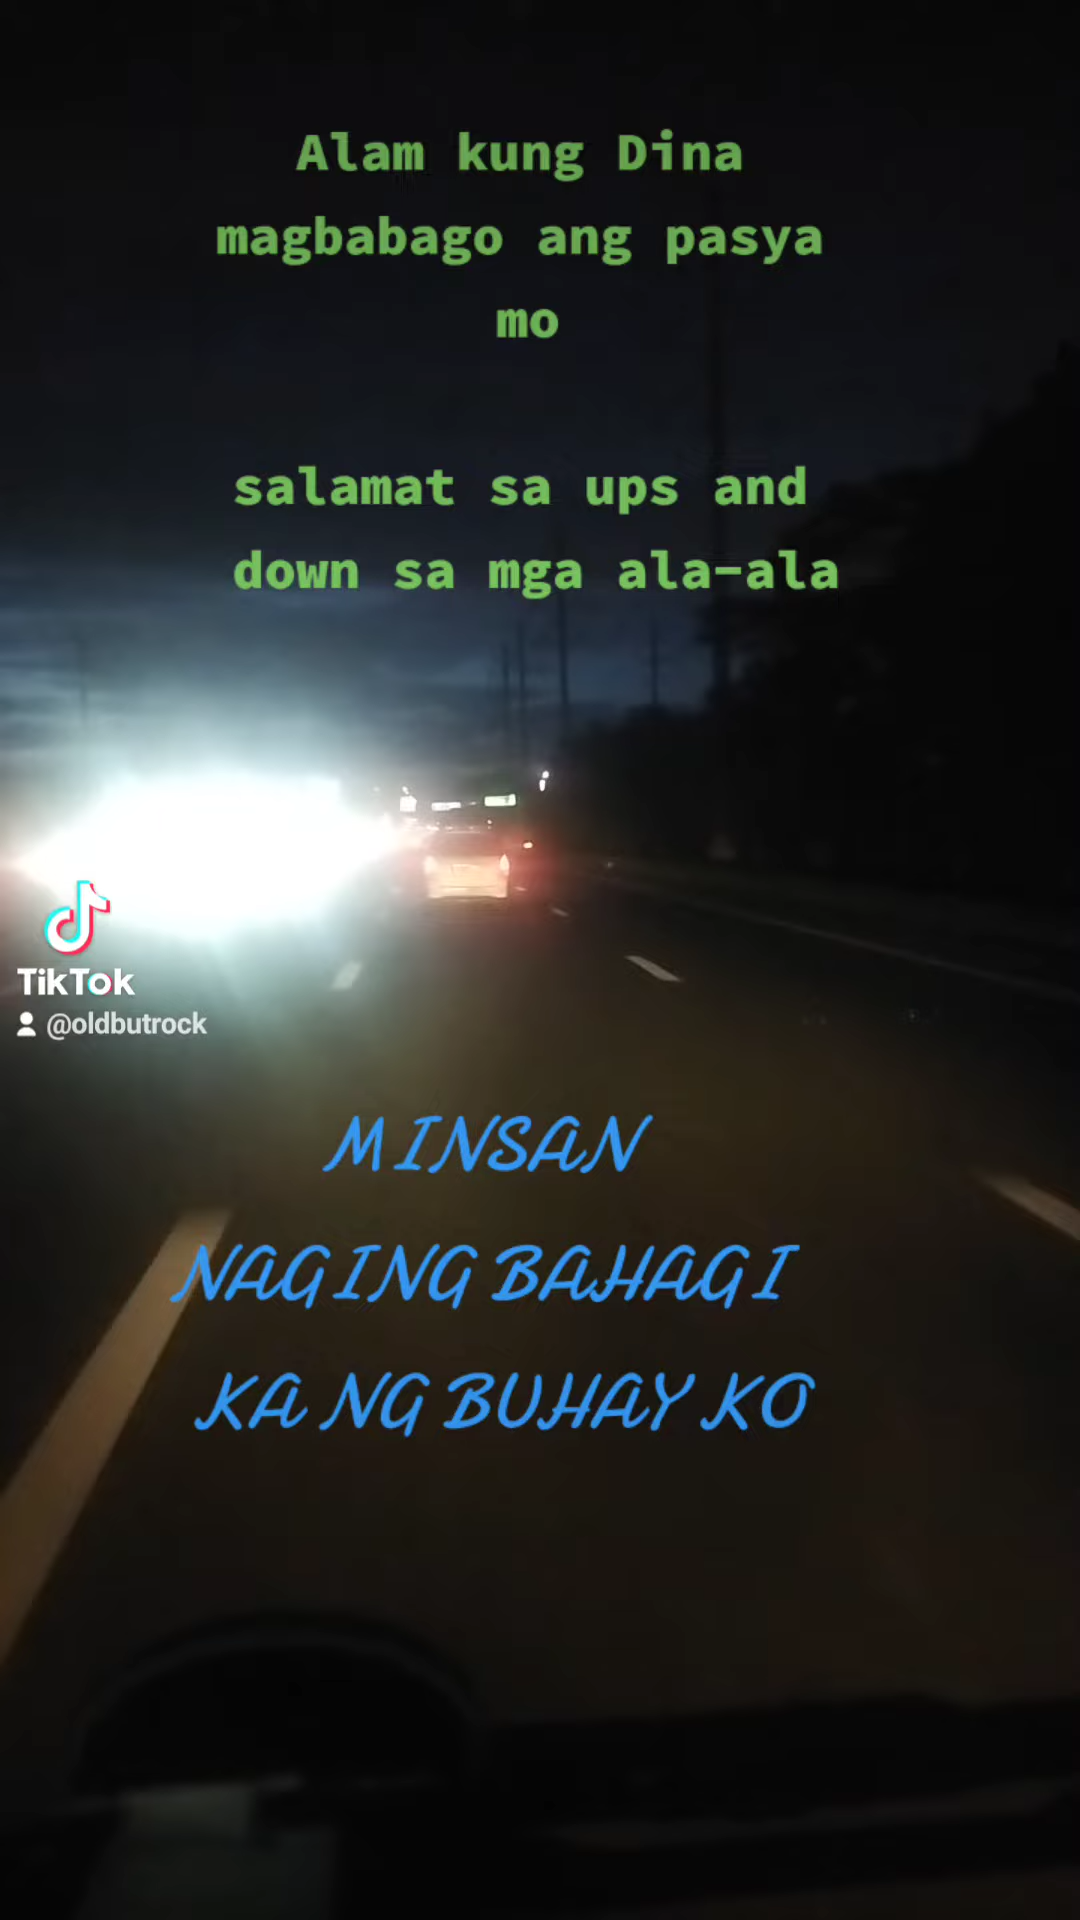 Alam kung Dina
magbabago ang pasya
mo
salamat sa ups and
down sa mga ala-ala
TikTok
@oldbutrock
MINSAN
NAGING BAHAGI
KA NG BUHAY KO